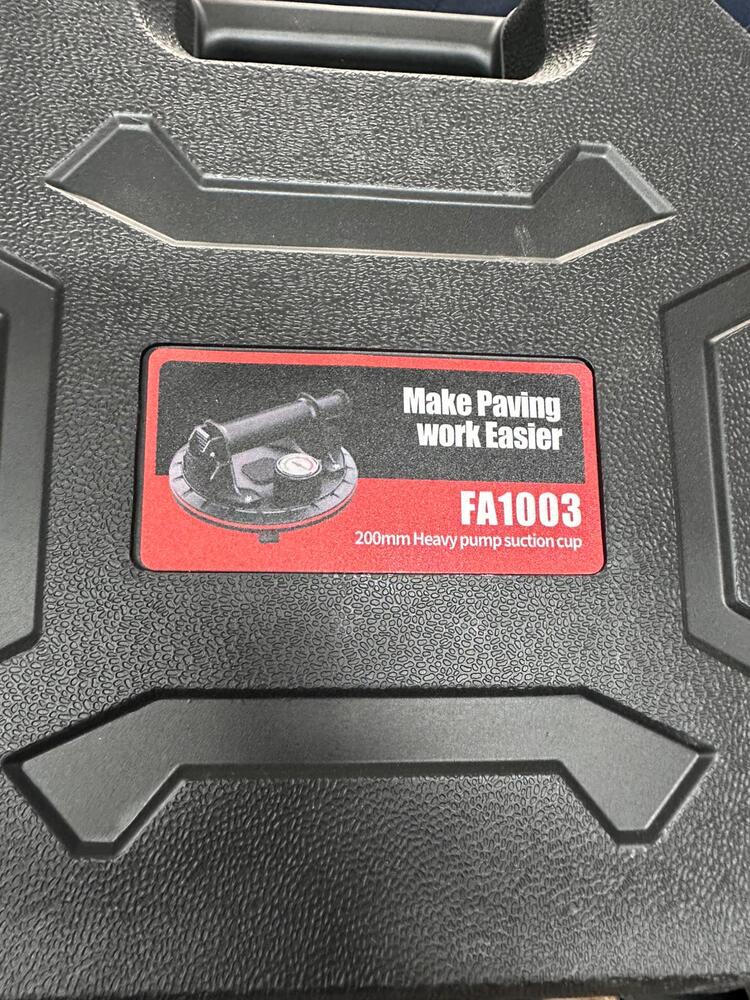 Make Paving
work Easier
FA1003
200mm Heavy pump suction cup